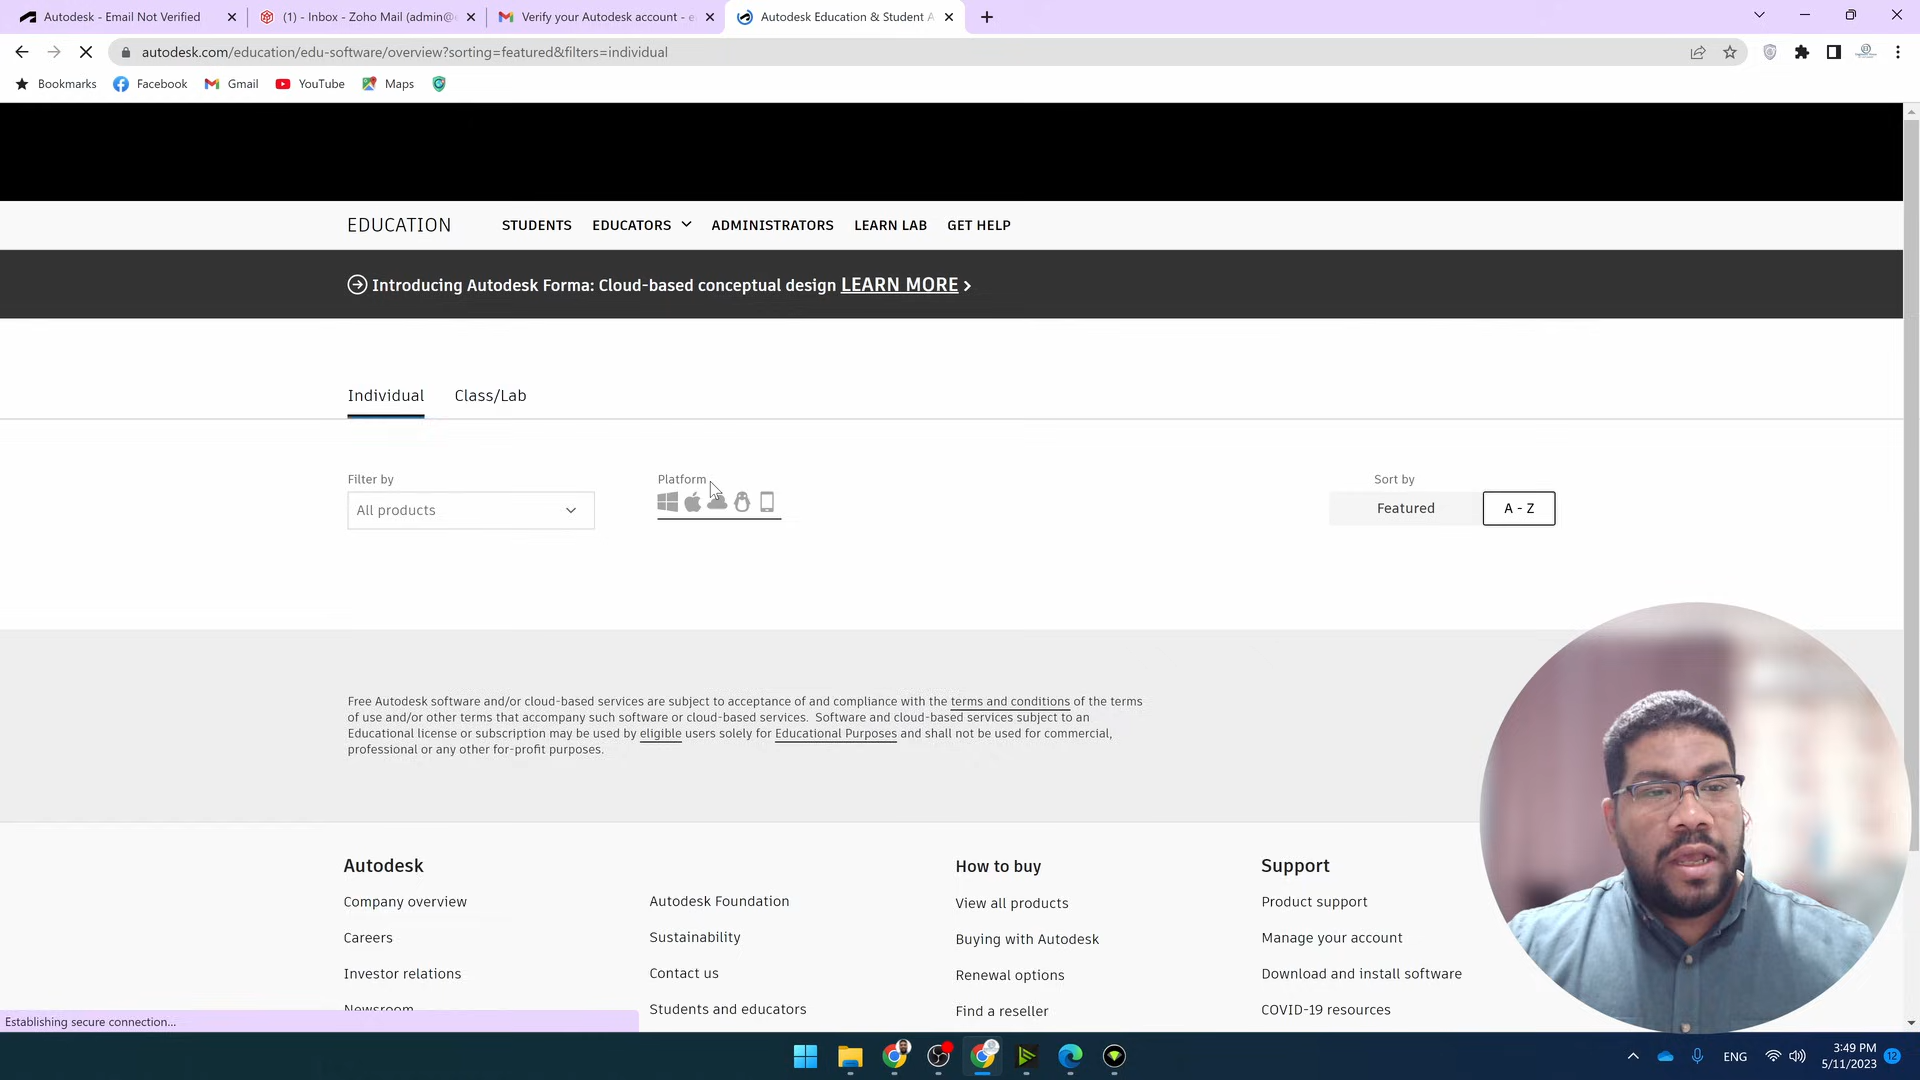 Autodesk - Email Not Verified
(1) - Inbox - Zoho Mail (admin@
Verify your Autodesk account - e
Autodesk Education & Student A
autodesk.com/education/edu-software/overview?sorting=featured&filters=individual
Bookmarks Facebook Gmail YouTube Maps
EDUCATION STUDENTS EDUCATORS ADMINISTRATORS LEARN LAB GET HELP
Introducing Autodesk Forma: Cloud-based conceptual design LEARN MORE >
Individual Class/Lab
Filter by Platform Sort by
All products Featured A - Z
Free Autodesk software and/or cloud-based services are subject to acceptance of and compliance with the terms and conditions of the terms
of use and/or other terms that accompany such software or cloud-based services. Software and cloud-based services subject to an
Educational license or subscription may be used by eligible users solely for Educational Purposes and shall not be used for commercial,
professional or any other for-profit purposes.
Autodesk How to buy Support
Company overview Autodesk Foundation View all products Product support
Careers Sustainability Buying with Autodesk Manage your account
Investor relations Contact us Renewal options Download and install software
Newsroom Students and educators Find a reseller COVID-19 resources
Establishing secure connection...
ENG 3:49 PM
5/11/2023 12